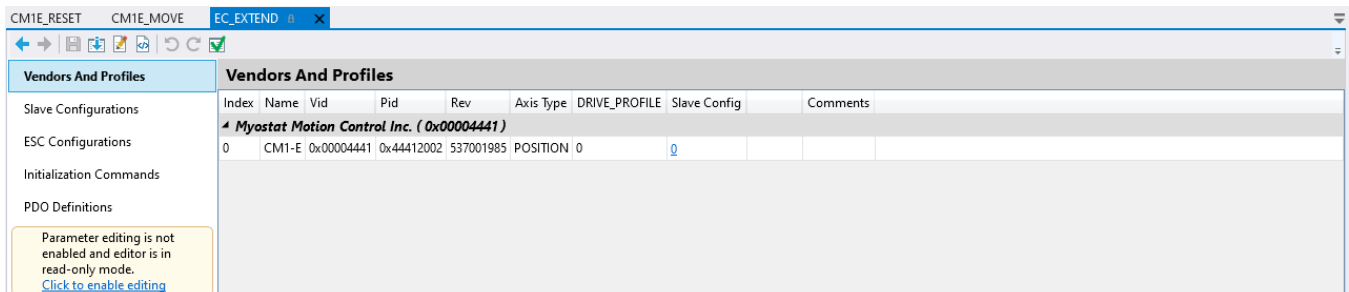 CM1E_RESET CM1E_MOVE EC_EXTEND
Vendors And Profiles
Slave Configurations
ESC Configurations
Initialization Commands
PDO Definitions
Parameter editing is not
enabled and editor is in
read-only mode.
Click to enable editing
Vendors And Profiles
Index Name Vid Pid Rev Axis Type DRIVE_PROFILE Slave Config Comments
Myostat Motion Control Inc. ( 0x00004441 )
0 CM1-E 0x00004441 0x44412002 537001985 POSITION 0 0